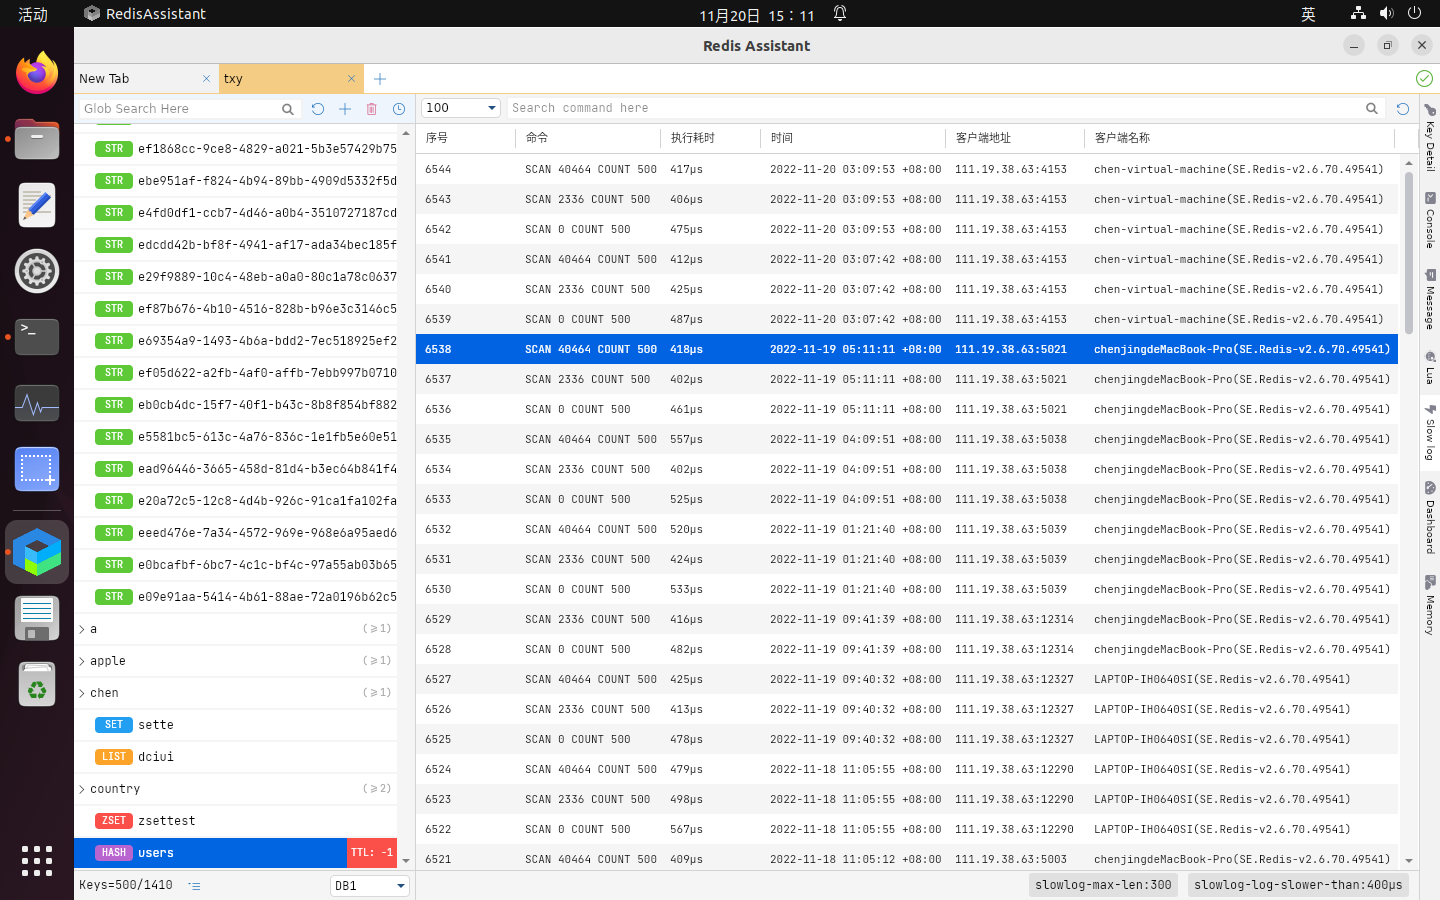 活动 RedisAssistant 11月20日 15：11 英
Redis Assistant
New Tab txy
Glob Search Here 100 Search command here
序号 命令 执行耗时 时间 客户端地址 客户端名称
STR ef1868cc-9ce8-4829-a021-5b3e57429b75
STR ebe951af-f824-4b94-89bb-4909d5332f5d
STR e4fd0df1-ccb7-4d46-a0b4-3510727187cd
STR edcdd42b-bf8f-4941-af17-ada34bec185f
STR e29f9889-10c4-48eb-a0a0-80c1a78c0637
STR ef87b676-4b10-4516-828b-b96e3c3146c5
STR e69354a9-1493-4b6a-bdd2-7ec518925ef2
STR ef05d622-a2fb-4af0-affb-7ebb997b0710
STR eb0cb4dc-15f7-40f1-b43c-8b8f854bf882
STR e5581bc5-613c-4a76-836c-1e1fb5e60e51
STR ead96446-3665-458d-81d4-b3ec64b841f4
STR e20a72c5-12c8-4d4b-926c-91ca1fa102fa
STR eeed476e-7a34-4572-969e-968e6a95aed6
STR e0bcafbf-6bc7-4c1c-bf4c-97a55ab03b65
STR e09e91aa-5414-4b61-88ae-72a0196b62c5
a (⩾1)
apple (⩾1)
chen (⩾1)
SET sette
LIST dciui
country (⩾2)
ZSET zsettest
HASH users TTL: -1
Keys=500/1410 DB1
6544 SCAN 40464 COUNT 500 417μs 2022-11-20 03:09:53 +08:00 111.19.38.63:4153 chen-virtual-machine(SE.Redis-v2.6.70.49541)
6543 SCAN 2336 COUNT 500 406μs 2022-11-20 03:09:53 +08:00 111.19.38.63:4153 chen-virtual-machine(SE.Redis-v2.6.70.49541)
6542 SCAN 0 COUNT 500 475μs 2022-11-20 03:09:53 +08:00 111.19.38.63:4153 chen-virtual-machine(SE.Redis-v2.6.70.49541)
6541 SCAN 40464 COUNT 500 412μs 2022-11-20 03:07:42 +08:00 111.19.38.63:4153 chen-virtual-machine(SE.Redis-v2.6.70.49541)
6540 SCAN 2336 COUNT 500 425μs 2022-11-20 03:07:42 +08:00 111.19.38.63:4153 chen-virtual-machine(SE.Redis-v2.6.70.49541)
6539 SCAN 0 COUNT 500 487μs 2022-11-20 03:07:42 +08:00 111.19.38.63:4153 chen-virtual-machine(SE.Redis-v2.6.70.49541)
6538 SCAN 40464 COUNT 500 418μs 2022-11-19 05:11:11 +08:00 111.19.38.63:5021 chenjingdeMacBook-Pro(SE.Redis-v2.6.70.49541)
6537 SCAN 2336 COUNT 500 402μs 2022-11-19 05:11:11 +08:00 111.19.38.63:5021 chenjingdeMacBook-Pro(SE.Redis-v2.6.70.49541)
6536 SCAN 0 COUNT 500 461μs 2022-11-19 05:11:11 +08:00 111.19.38.63:5021 chenjingdeMacBook-Pro(SE.Redis-v2.6.70.49541)
6535 SCAN 40464 COUNT 500 557μs 2022-11-19 04:09:51 +08:00 111.19.38.63:5038 chenjingdeMacBook-Pro(SE.Redis-v2.6.70.49541)
6534 SCAN 2336 COUNT 500 402μs 2022-11-19 04:09:51 +08:00 111.19.38.63:5038 chenjingdeMacBook-Pro(SE.Redis-v2.6.70.49541)
6533 SCAN 0 COUNT 500 525μs 2022-11-19 04:09:51 +08:00 111.19.38.63:5038 chenjingdeMacBook-Pro(SE.Redis-v2.6.70.49541)
6532 SCAN 40464 COUNT 500 520μs 2022-11-19 01:21:40 +08:00 111.19.38.63:5039 chenjingdeMacBook-Pro(SE.Redis-v2.6.70.49541)
6531 SCAN 2336 COUNT 500 424μs 2022-11-19 01:21:40 +08:00 111.19.38.63:5039 chenjingdeMacBook-Pro(SE.Redis-v2.6.70.49541)
6530 SCAN 0 COUNT 500 533μs 2022-11-19 01:21:40 +08:00 111.19.38.63:5039 chenjingdeMacBook-Pro(SE.Redis-v2.6.70.49541)
6529 SCAN 2336 COUNT 500 416μs 2022-11-19 09:41:39 +08:00 111.19.38.63:12314 chenjingdeMacBook-Pro(SE.Redis-v2.6.70.49541)
6528 SCAN 0 COUNT 500 482μs 2022-11-19 09:41:39 +08:00 111.19.38.63:12314 chenjingdeMacBook-Pro(SE.Redis-v2.6.70.49541)
6527 SCAN 40464 COUNT 500 425μs 2022-11-19 09:40:32 +08:00 111.19.38.63:12327 LAPTOP-IH0640SI(SE.Redis-v2.6.70.49541)
6526 SCAN 2336 COUNT 500 413μs 2022-11-19 09:40:32 +08:00 111.19.38.63:12327 LAPTOP-IH0640SI(SE.Redis-v2.6.70.49541)
6525 SCAN 0 COUNT 500 478μs 2022-11-19 09:40:32 +08:00 111.19.38.63:12327 LAPTOP-IH0640SI(SE.Redis-v2.6.70.49541)
6524 SCAN 40464 COUNT 500 479μs 2022-11-18 11:05:55 +08:00 111.19.38.63:12290 LAPTOP-IH0640SI(SE.Redis-v2.6.70.49541)
6523 SCAN 2336 COUNT 500 498μs 2022-11-18 11:05:55 +08:00 111.19.38.63:12290 LAPTOP-IH0640SI(SE.Redis-v2.6.70.49541)
6522 SCAN 0 COUNT 500 567μs 2022-11-18 11:05:55 +08:00 111.19.38.63:12290 LAPTOP-IH0640SI(SE.Redis-v2.6.70.49541)
6521 SCAN 40464 COUNT 500 409μs 2022-11-18 11:05:12 +08:00 111.19.38.63:5003 chenjingdeMacBook-Pro(SE.Redis-v2.6.70.49541)
slowlog-max-len:300 slowlog-log-slower-than:400μs
Key Detail
Console
Message
Lua
Slow log
Dashboard
Memory